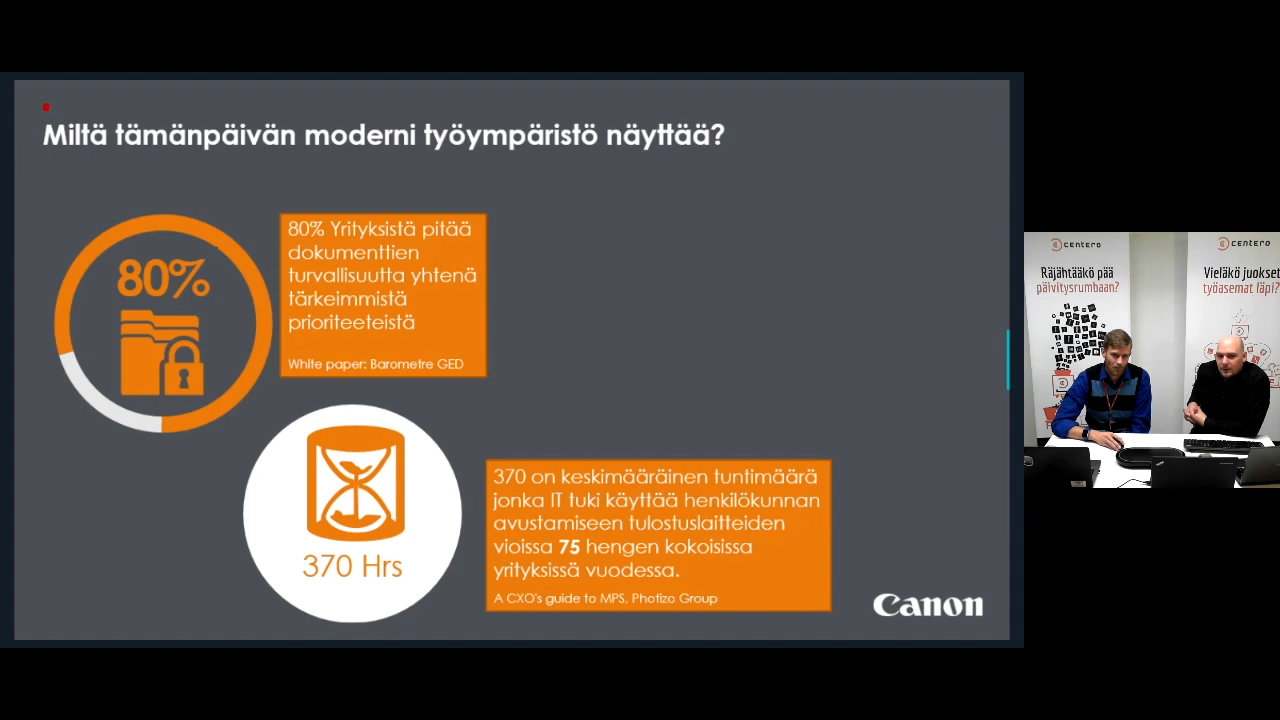 Miltä tämänpäivän moderni työympäristö näyttää?
80%
80% Yrityksistä pitää
dokumenttien
turvallisuutta yhtenä
tärkeimmistä
prioriteeteistä
White paper: Barometre GED
370 Hrs
370 on keskimääräinen tuntimäärä
jonka IT tuki käyttää henkilökunnan
avustamiseen tulostuslaitteiden
vioissa 75 hengen kokoisissa
yrityksissä vuodessa.
A CXO's guide to MPS, Photizo Group
Canon
centero
Räjähtääkö pää
päivitysrumbaan?
centero
Vieläkö juokset
työasemat läpi?